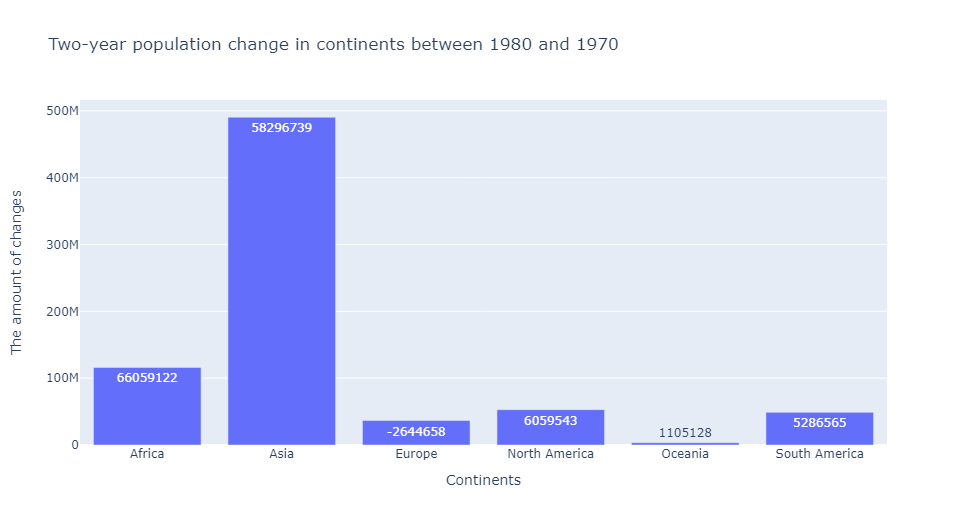 Two-year population change in continents between 1980 and 1970
The amount of changes
500M
400M
300M
200M
100M
0
66059122
58296739
-2644658
6059543
1105128
5286565
Africa
Asia
Europe
North America
Oceania
South America
Continents